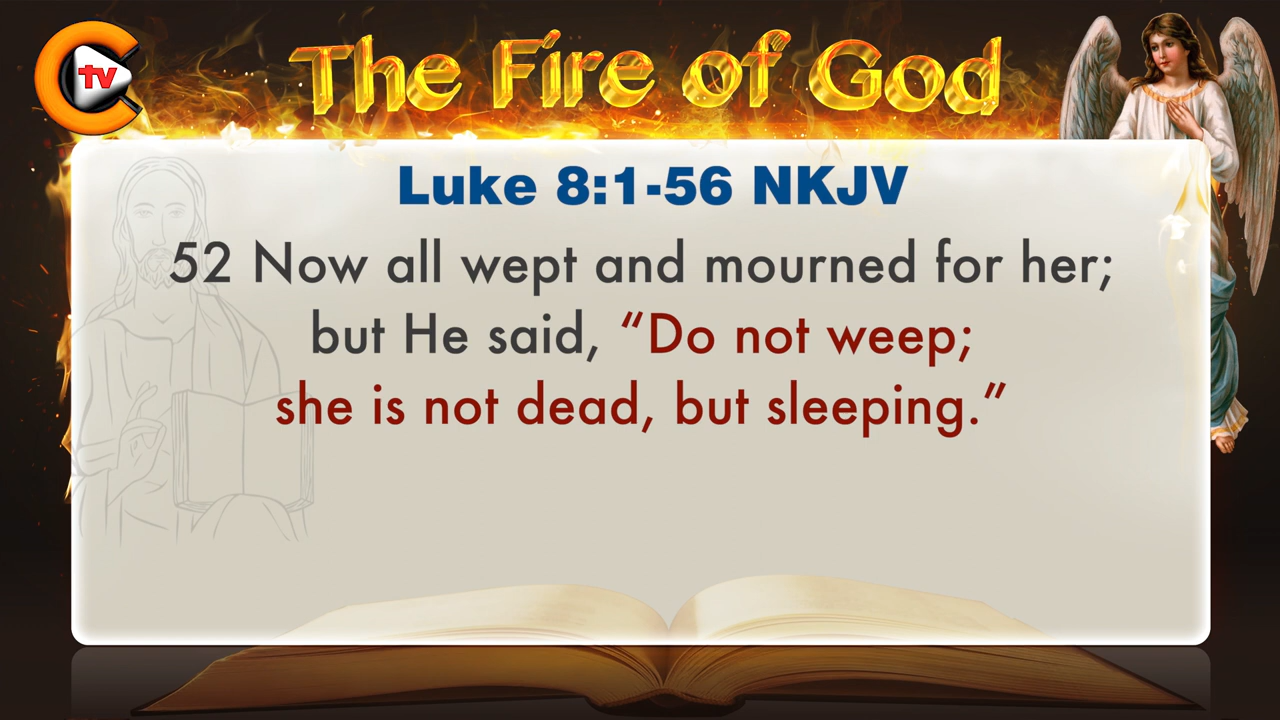 tv
The Fire of God
Luke 8:1-56 NKJV
52 Now all wept and mourned for her;
but He said, “Do not weep;
she is not dead, but sleeping.”